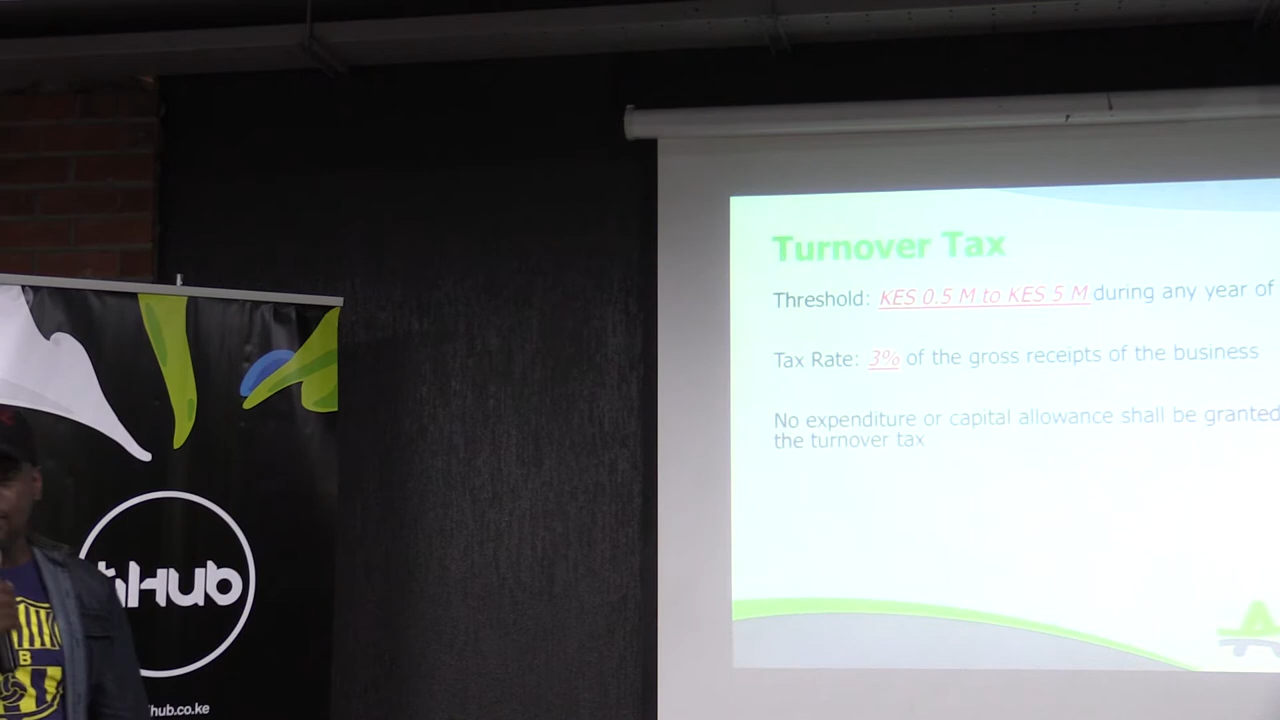 Turnover Tax
Threshold: KES 0.5 M to KES 5 M during any year of
Tax Rate: 3% of the gross receipts of the business
No expenditure or capital allowance shall be granted
the turnover tax
iHub
hub.co.ke
B